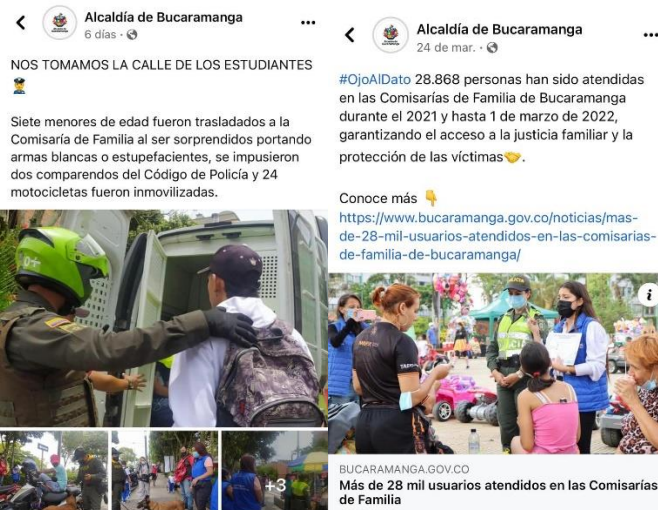 Alcaldía de Bucaramanga
6 días
NOS TOMAMOS LA CALLE DE LOS ESTUDIANTES
Siete menores de edad fueron trasladados a la
Comisaría de Familia al ser sorprendidos portando
armas blancas o estupefacientes, se impusieron
dos comparendos del Código de Policía y 24
motocicletas fueron inmovilizadas.
+3
Alcaldía de Bucaramanga
24 de mar.
#OjoAlDato 28.868 personas han sido atendidas
en las Comisarías de Familia de Bucaramanga
durante el 2021 y hasta 1 de marzo de 2022,
garantizando el acceso a la justicia familiar y la
protección de las víctimas.
Conoce más
https://www.bucaramanga.gov.co/noticias/mas-
de-28-mil-usuarios-atendidos-en-las-comisarias-
de-familia-de-bucaramanga/
BUCARAMANGA.GOV.CO
Más de 28 mil usuarios atendidos en las Comisarías
de Familia